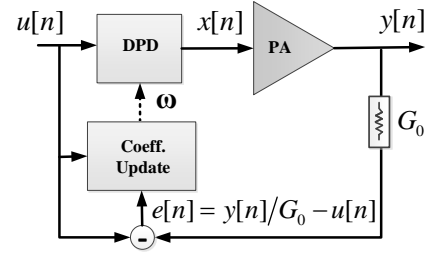 u[n]
DPD
x[n]
PA
y[n]
ω
G₀
Coeff.
Update
e[n] = y[n]/G₀ − u[n]
-